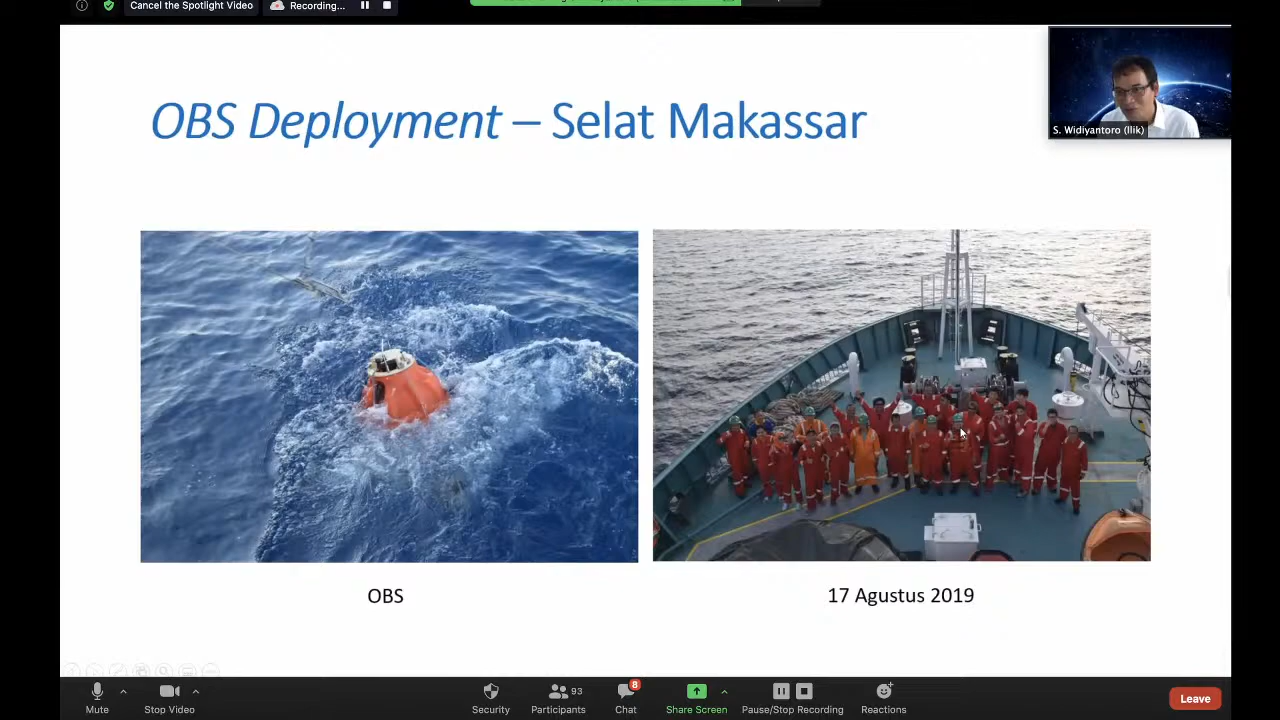 Cancel the Spotlight Video
Recording...
OBS Deployment – Selat Makassar
S. Widiyantoro (Ilik)
OBS
17 Agustus 2019
Mute
Stop Video
Security
93
Participants
8
Chat
Share Screen
Pause/Stop Recording
Reactions
Leave